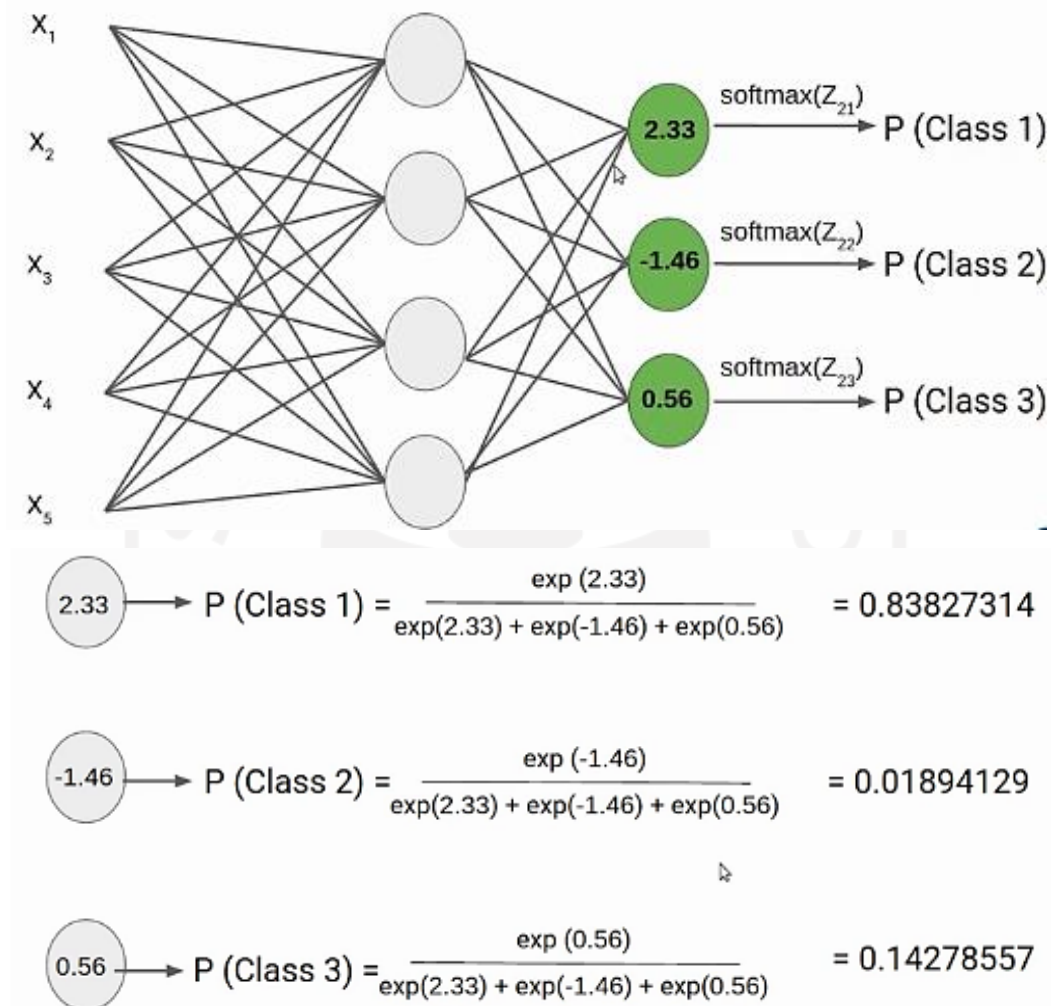 X₁
X₂
X₃
X₄
X₅
2.33
softmax(Z₂₁)
P (Class 1)
-1.46
softmax(Z₂₂)
P (Class 2)
0.56
softmax(Z₂₃)
P (Class 3)
2.33
P (Class 1) =
exp (2.33)
exp(2.33) + exp(-1.46) + exp(0.56)
= 0.83827314
-1.46
P (Class 2) =
exp (-1.46)
exp(2.33) + exp(-1.46) + exp(0.56)
= 0.01894129
0.56
P (Class 3) =
exp (0.56)
exp(2.33) + exp(-1.46) + exp(0.56)
= 0.14278557